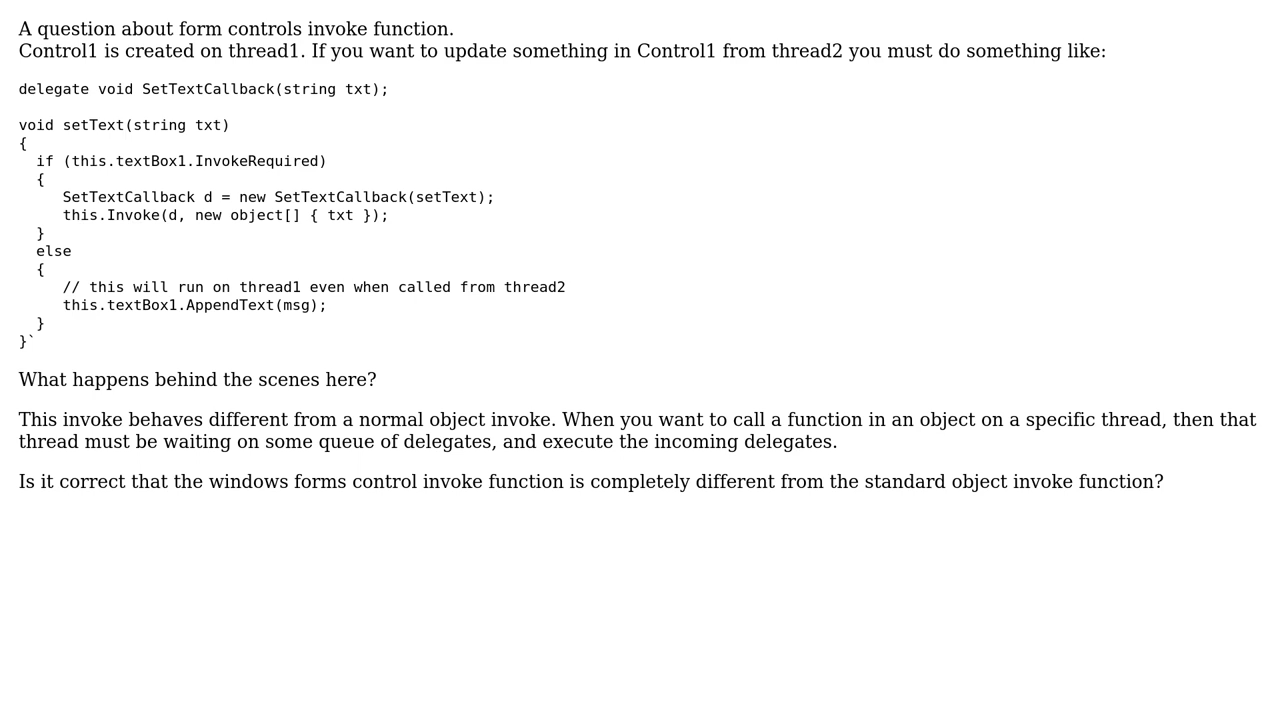 A question about form controls invoke function.
Control1 is created on thread1. If you want to update something in Control1 from thread2 you must do something like:
delegate void SetTextCallback(string txt);
void setText(string txt)
{
  if (this.textBox1.InvokeRequired)
  {
     SetTextCallback d = new SetTextCallback(setText);
     this.Invoke(d, new object[] { txt });
  }
  else
  {
     // this will run on thread1 even when called from thread2
     this.textBox1.AppendText(msg);
  }
}`
What happens behind the scenes here?
This invoke behaves different from a normal object invoke. When you want to call a function in an object on a specific thread, then that
thread must be waiting on some queue of delegates, and execute the incoming delegates.
Is it correct that the windows forms control invoke function is completely different from the standard object invoke function?